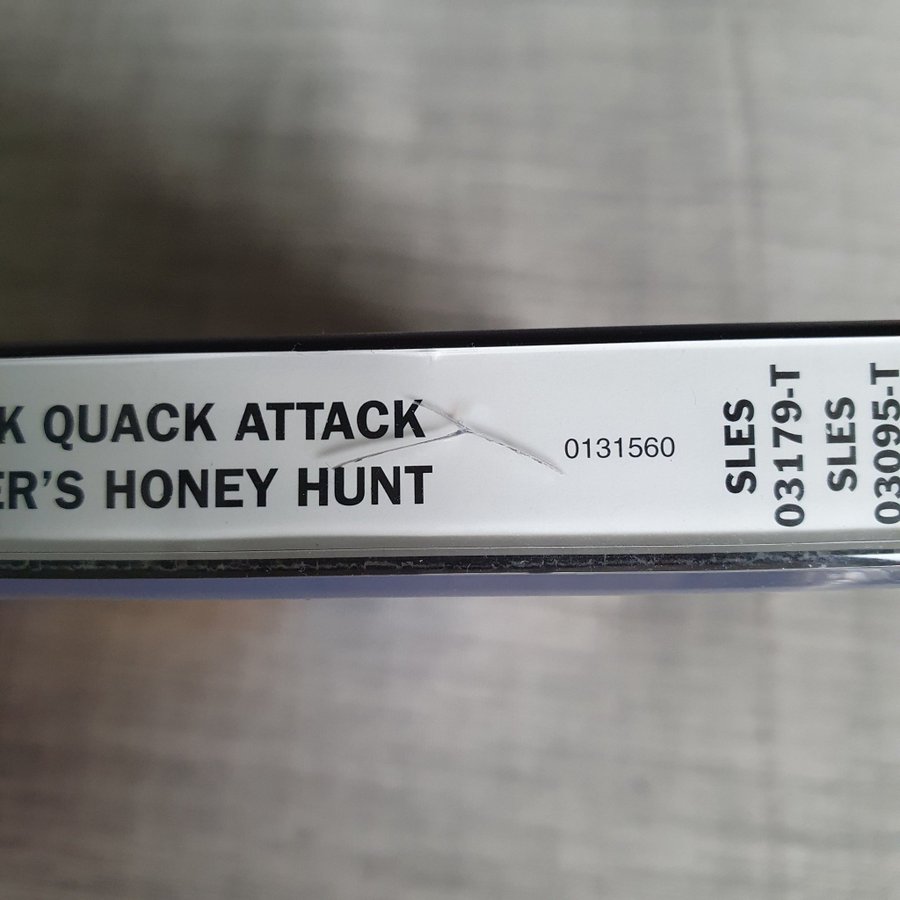 K QUACK ATTACK
ER'S HONEY HUNT
0131560
SLES
03179-T
SLES
03095-T